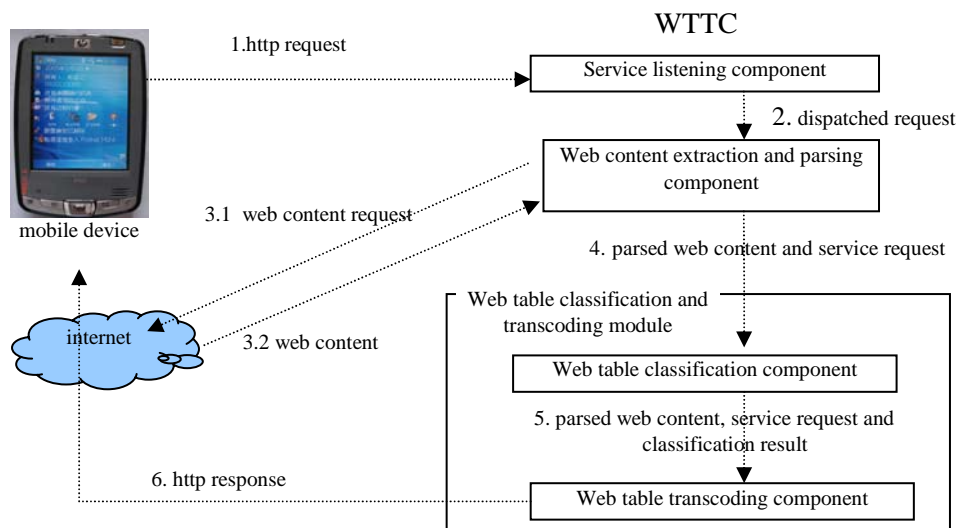 WTTC
1.http request
Service listening component
2. dispatched request
Web content extraction and parsing
component
3.1 web content request
mobile device
4. parsed web content and service request
Web table classification and
transcoding module
internet
3.2 web content
Web table classification component
5. parsed web content, service request and
classification result
6. http response
Web table transcoding component